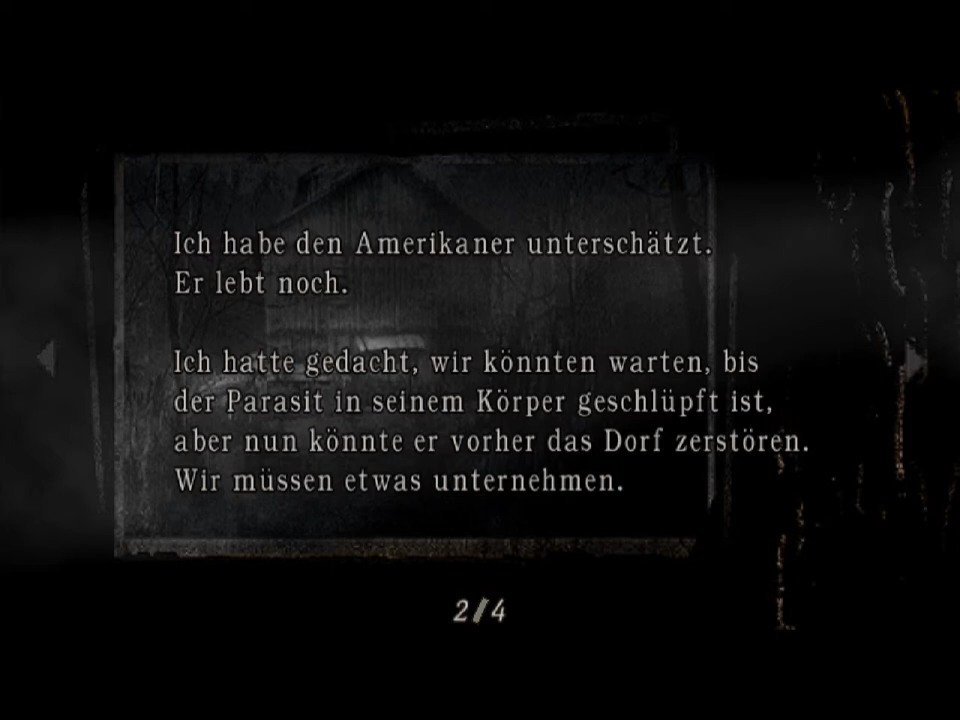 Ich habe den Amerikaner unterschätzt.
Er lebt noch.
Ich hatte gedacht, wir könnten warten, bis
der Parasit in seinem Körper geschlüpft ist,
aber nun könnte er vorher das Dorf zerstören.
Wir müssen etwas unternehmen.
2/4